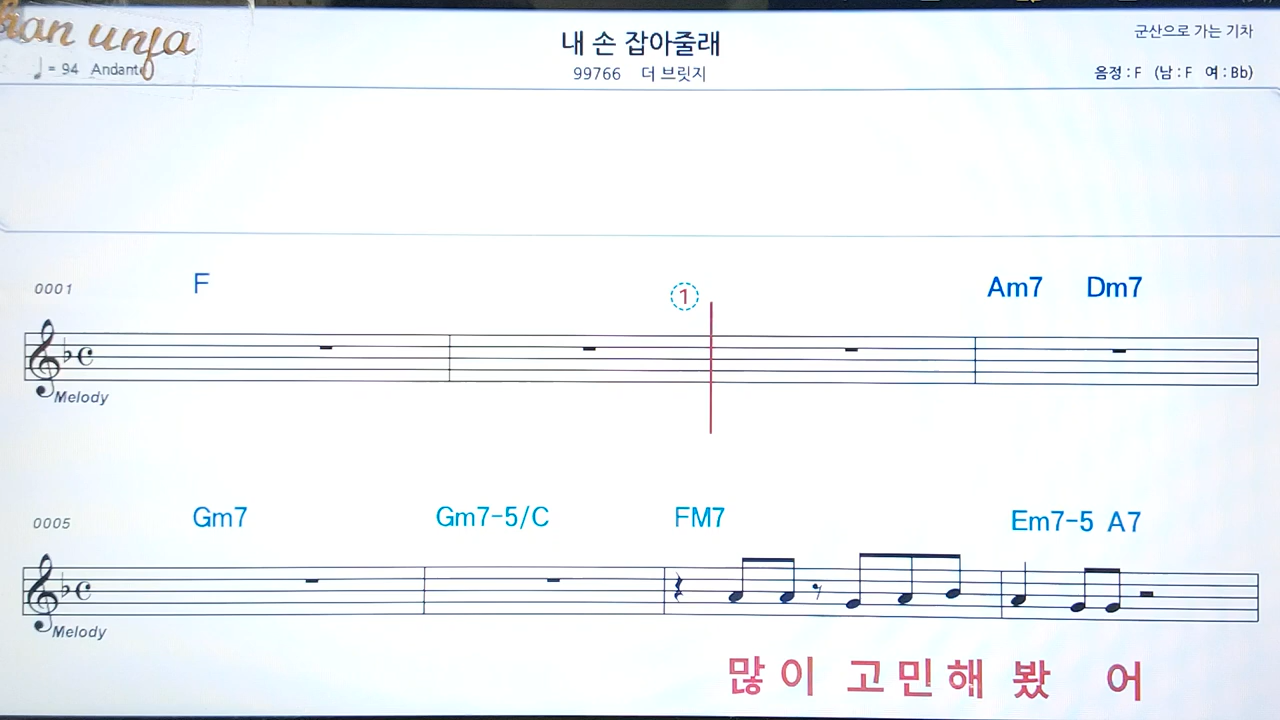 군산으로 가는 기차
내 손 잡아줄래
= 94 Andante
99766 더 브릿지
음정 : F (남 : F 여 : Bb)
1
0001 F Am7 Dm7
Melody
0005 Gm7 Gm7-5/C FM7 Em7-5 A7
Melody
많이 고민해 봤 어